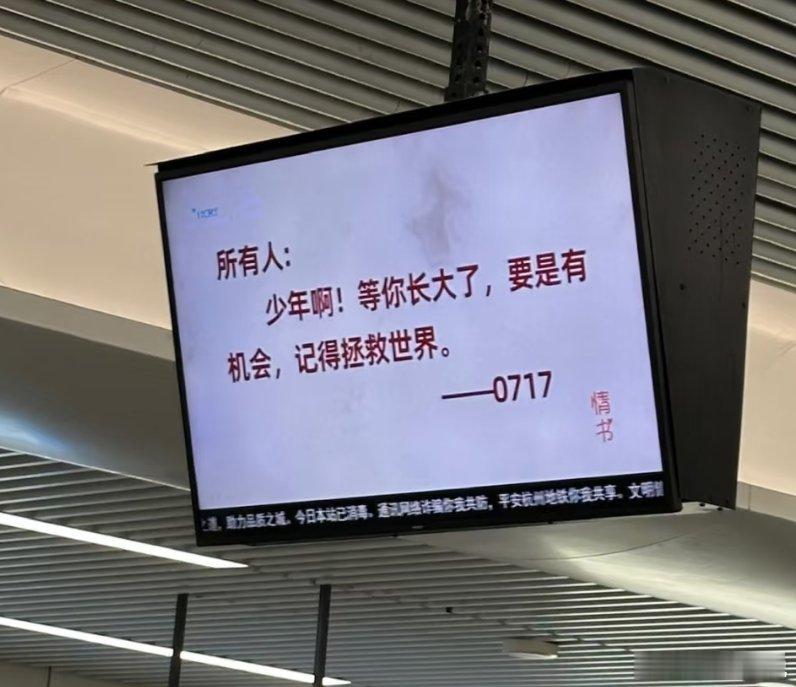 所有人:
少年啊！等你长大了，要是有
机会，记得拯救世界。
——0717
情书
助力品质之城。今日本站已消毒。通讯网络诈骗你我共防，平安杭州地铁你我共享。文明